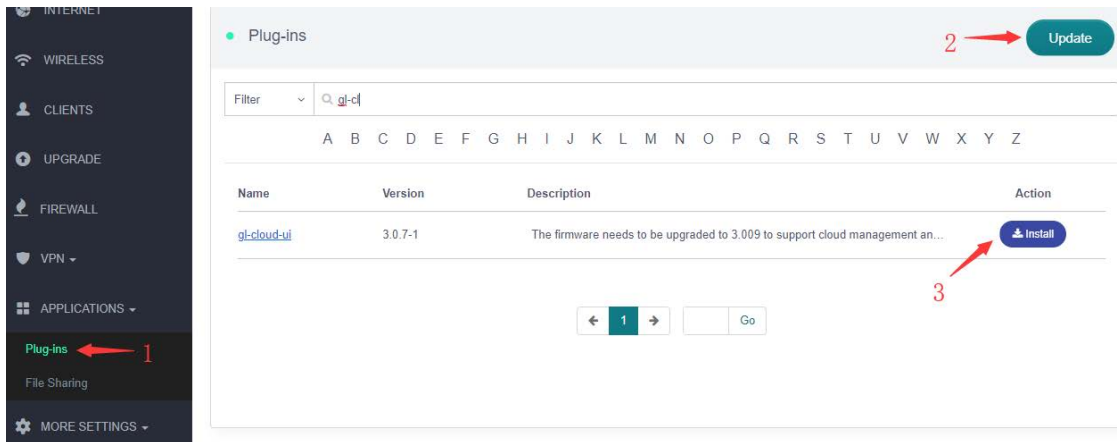 INTERNET
WIRELESS
CLIENTS
UPGRADE
FIREWALL
VPN
APPLICATIONS
Plug-ins
1
File Sharing
MORE SETTINGS
Plug-ins
2
Update
Filter
gl-cl
A B C D E F G H I J K L M N O P Q R S T U V W X Y Z
Name Version Description Action
gl-cloud-ui 3.0.7-1 The firmware needs to be upgraded to 3.009 to support cloud management an... Install
3
1
Go